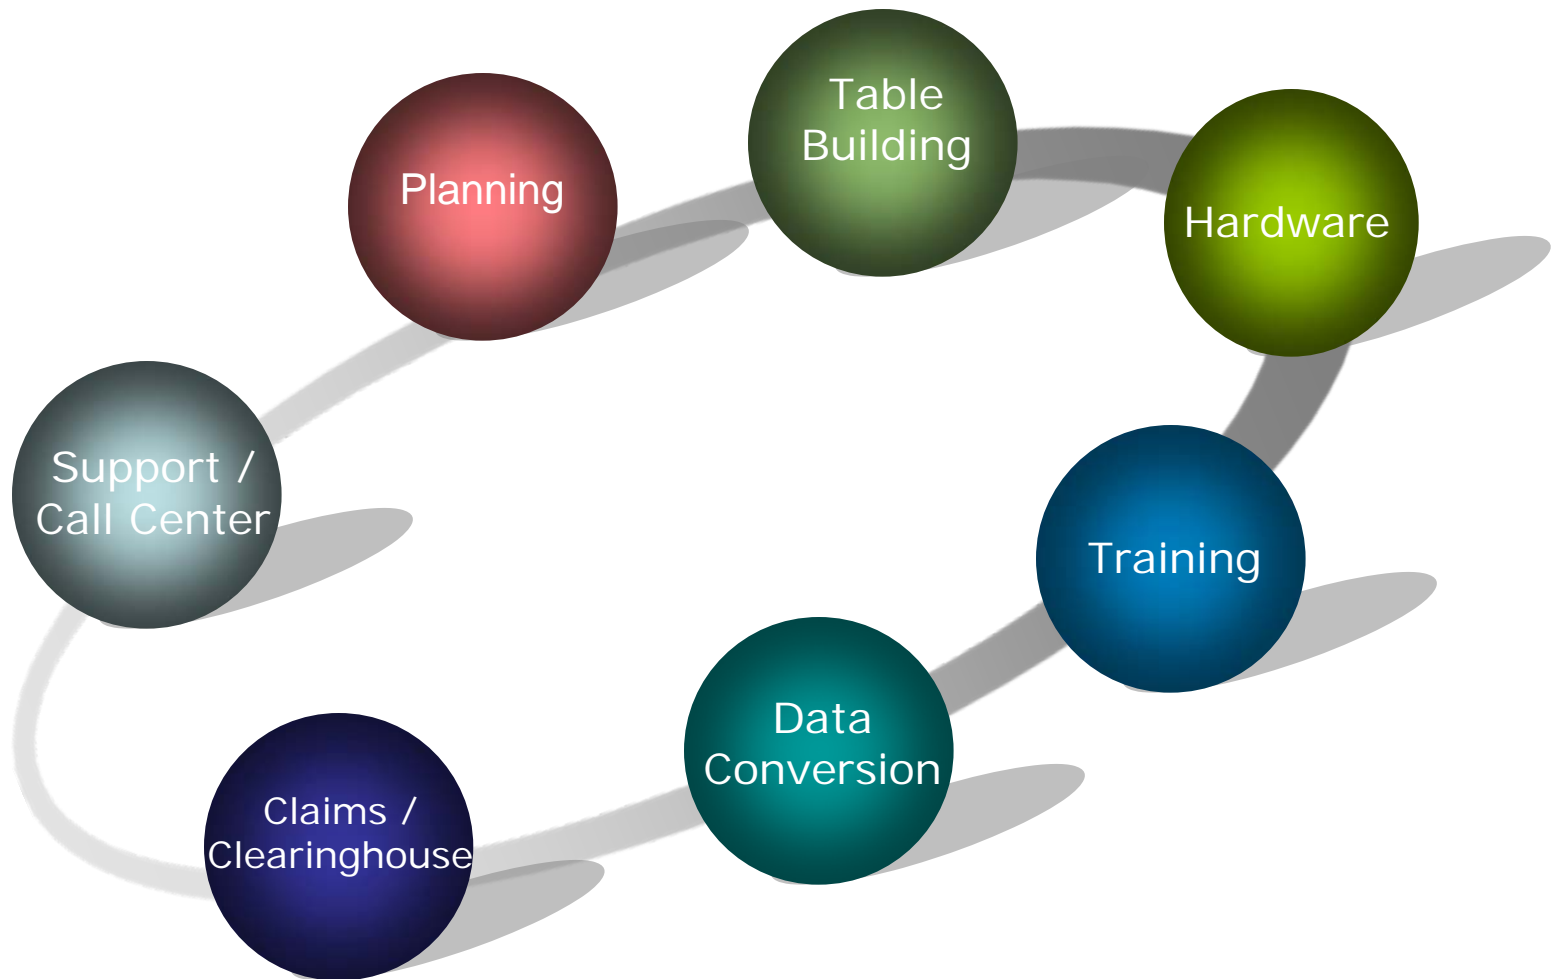 Planning
Table
Building
Hardware
Training
Data
Conversion
Claims /
Clearinghouse
Support /
Call Center